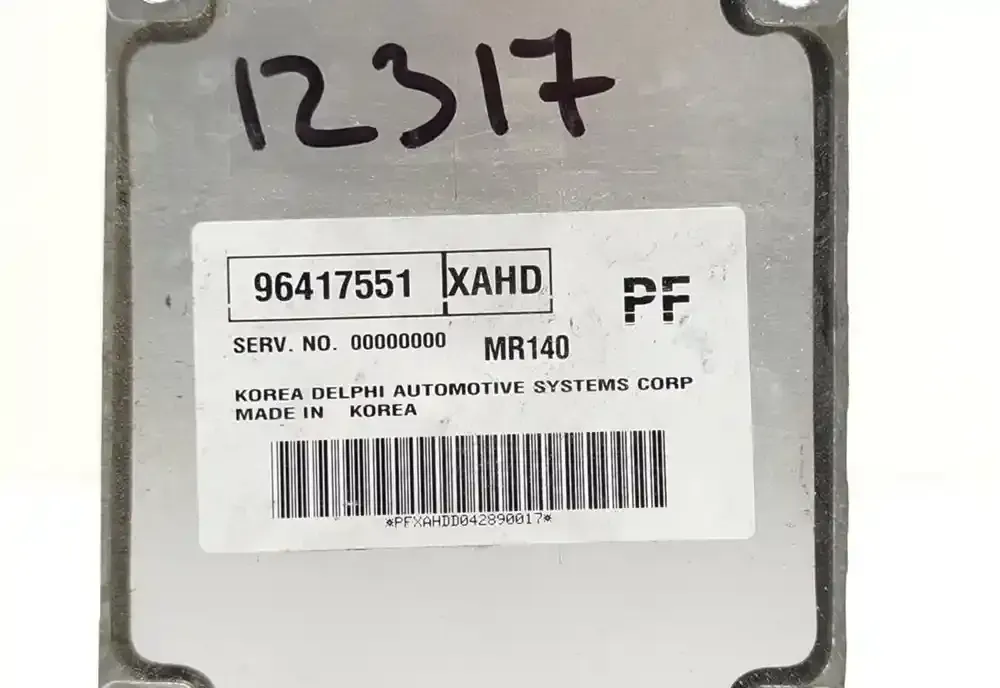 12317
96417551 XAHD PF
SERV. NO. 00000000 MR140
KOREA DELPHI AUTOMOTIVE SYSTEMS CORP
MADE IN KOREA
*PFXAHDD042890017*